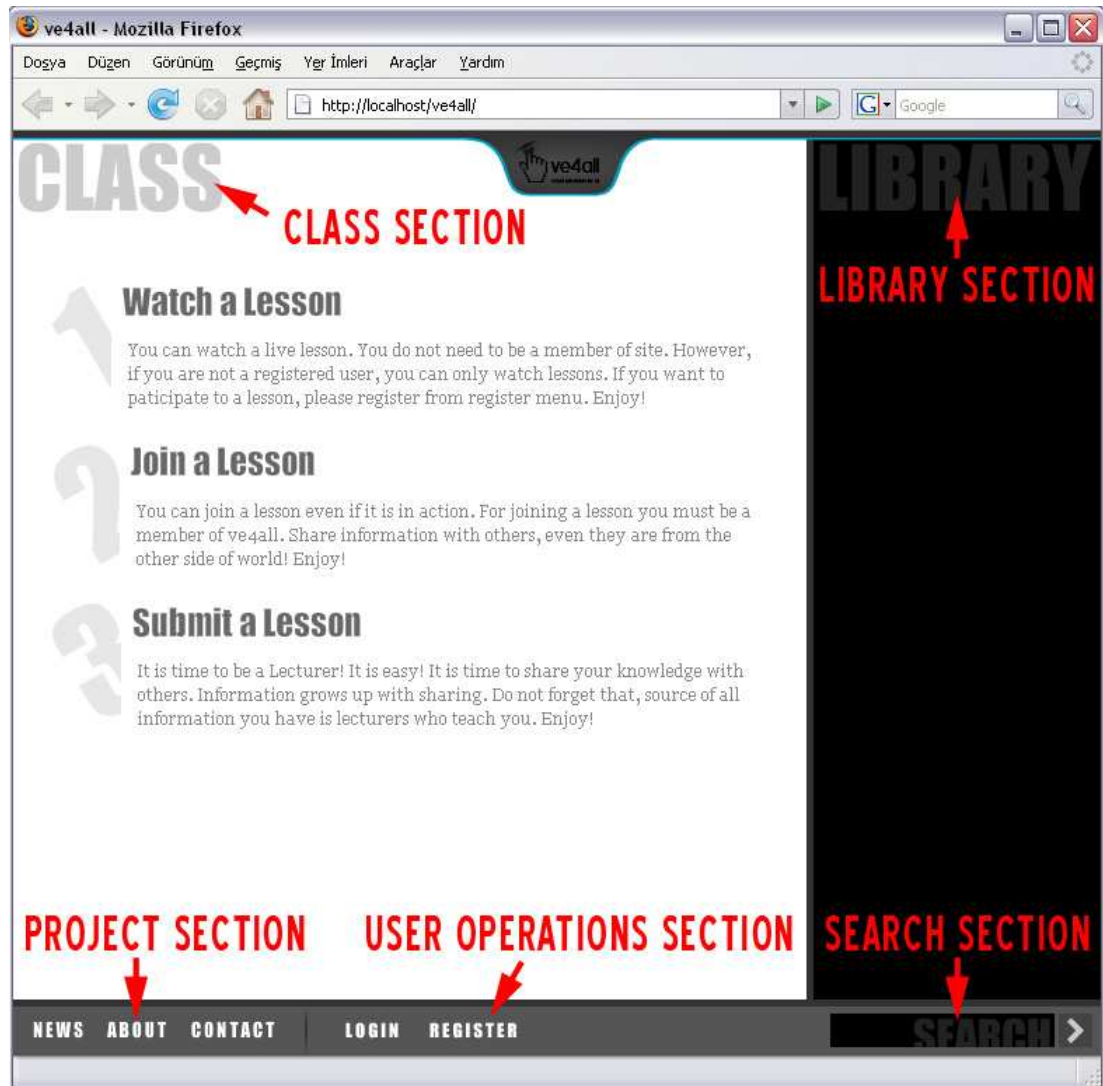 ve4all - Mozilla Firefox
Dosya Düzen Görünüm Geçmiş Yer İmleri Araçlar Yardım
http://localhost/ve4all/ G Google
CLASS ve4all LIBRARY
CLASS SECTION
LIBRARY SECTION
1 Watch a Lesson
You can watch a live lesson. You do not need to be a member of site. However,
if you are not a registered user, you can only watch lessons. If you want to
paticipate to a lesson, please register from register menu. Enjoy!
2 Join a Lesson
You can join a lesson even if it is in action. For joining a lesson you must be a
member of ve4all. Share information with others, even they are from the
other side of world! Enjoy!
3 Submit a Lesson
It is time to be a Lecturer! It is easy! It is time to share your knowledge with
others. Information grows up with sharing. Do not forget that, source of all
information you have is lecturers who teach you. Enjoy!
PROJECT SECTION USER OPERATIONS SECTION SEARCH SECTION
NEWS ABOUT CONTACT LOGIN REGISTER SEARCH